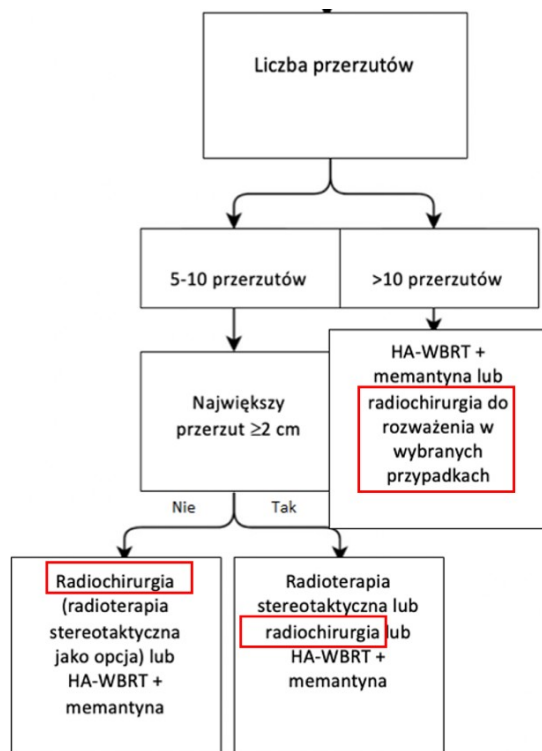 Liczba przerzutów
5-10 przerzutów
>10 przerzutów
HA-WBRT +
memantyna lub
radiochirurgia do
rozważenia w
wybranych
przypadkach
Największy
przerzut ≥2 cm
Nie
Tak
Radiochirurgia
(radioterapia
stereotaktyczna
jako opcja) lub
HA-WBRT +
memantyna
Radioterapia
stereotaktyczna lub
radiochirurgia lub
HA-WBRT +
memantyna